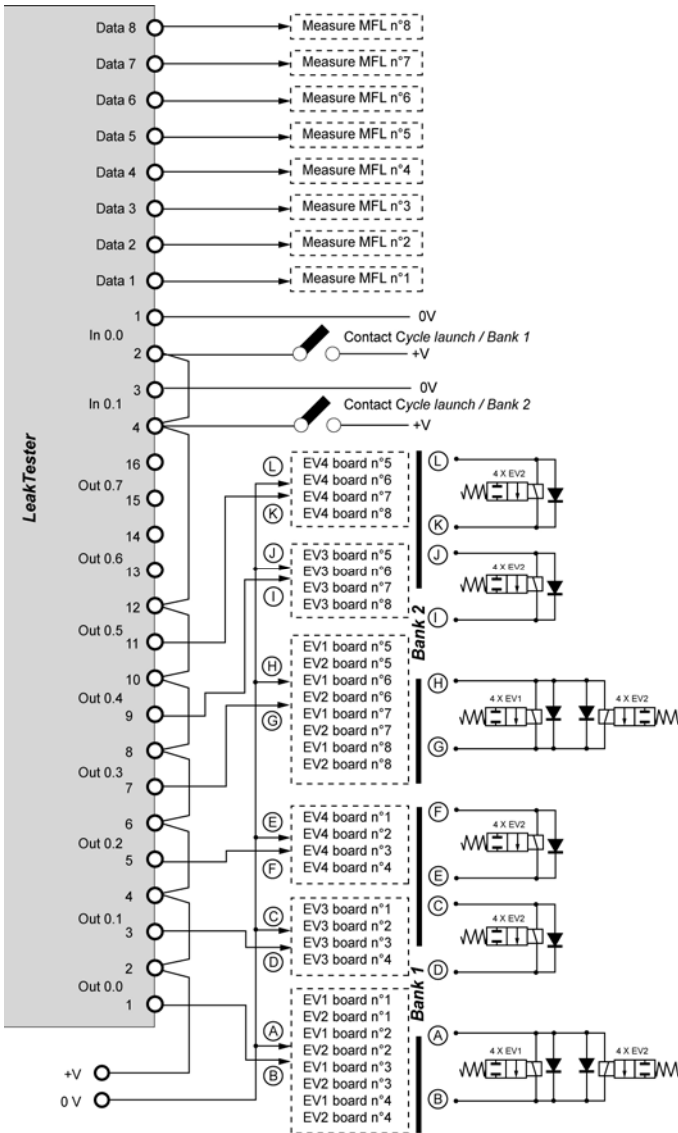 Data 8
Measure MFL n°8
Data 7
Measure MFL n°7
Data 6
Measure MFL n°6
Data 5
Measure MFL n°5
Data 4
Measure MFL n°4
Data 3
Measure MFL n°3
Data 2
Measure MFL n°2
Data 1
Measure MFL n°1
1
0V
In 0.0
Contact Cycle launch / Bank 1
2
+V
3
0V
In 0.1
Contact Cycle launch / Bank 2
4
+V
LeakTester
16
Out 0.7
15
14
Out 0.6
13
12
Out 0.5
11
10
Out 0.4
9
8
Out 0.3
7
6
Out 0.2
5
4
Out 0.1
3
2
Out 0.0
1
+V
0 V
L
K
EV4 board n°5
EV4 board n°6
EV4 board n°7
EV4 board n°8
J
I
EV3 board n°5
EV3 board n°6
EV3 board n°7
EV3 board n°8
H
G
EV1 board n°5
EV2 board n°5
EV1 board n°6
EV2 board n°6
EV1 board n°7
EV2 board n°7
EV1 board n°8
EV2 board n°8
Bank 2
E
F
EV4 board n°1
EV4 board n°2
EV4 board n°3
EV4 board n°4
C
D
EV3 board n°1
EV3 board n°2
EV3 board n°3
EV3 board n°4
A
B
EV1 board n°1
EV2 board n°1
EV1 board n°2
EV2 board n°2
EV1 board n°3
EV2 board n°3
EV1 board n°4
EV2 board n°4
Bank 1
L
4 X EV2
K
J
4 X EV2
I
H
4 X EV1
4 X EV2
G
F
4 X EV2
E
C
4 X EV2
D
A
4 X EV1
4 X EV2
B